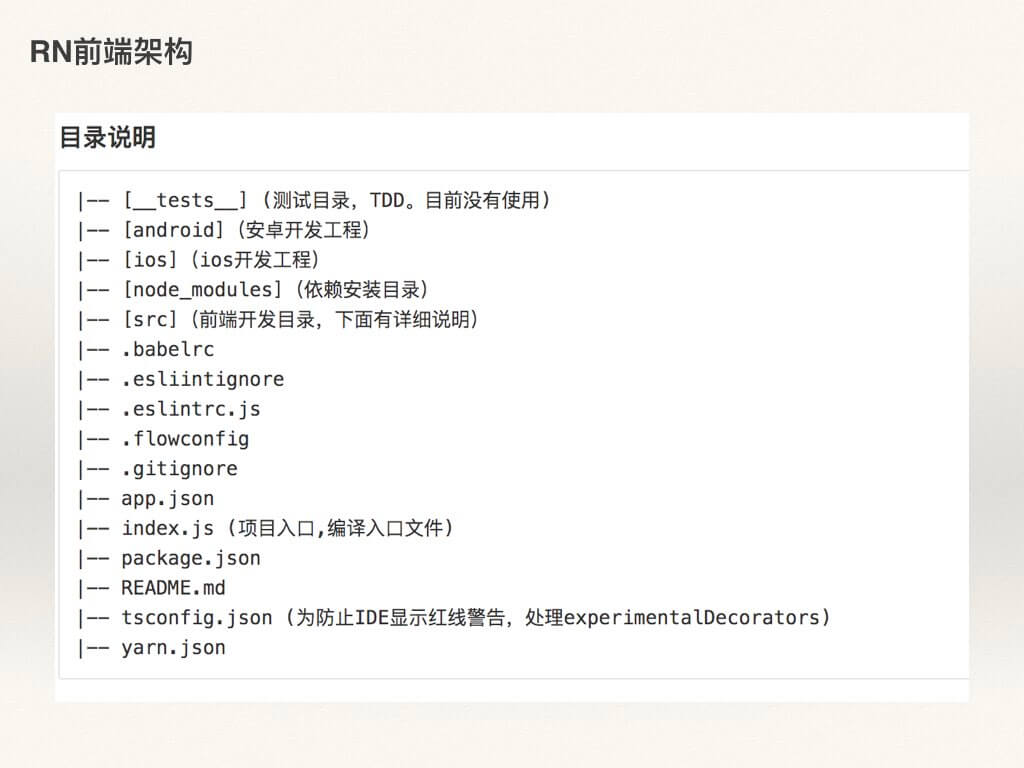 RN前端架构
目录说明
|-- [__tests__] (测试目录，TDD。目前没有使用)
|-- [android] (安卓开发工程)
|-- [ios] (ios开发工程)
|-- [node_modules] (依赖安装目录)
|-- [src] (前端开发目录，下面有详细说明)
|-- .babelrc
|-- .esliintignore
|-- .eslintrc.js
|-- .flowconfig
|-- .gitignore
|-- app.json
|-- index.js (项目入口,编译入口文件)
|-- package.json
|-- README.md
|-- tsconfig.json (为防止IDE显示红线警告，处理experimentalDecorators)
|-- yarn.json